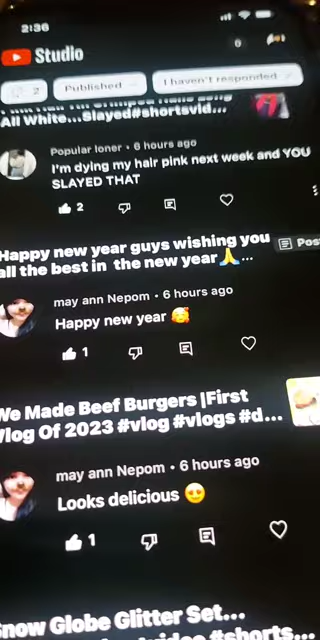 2:36
Studio
2
Published
I haven't responded
All White...Slayed#shortsvid...
Popular loner • 6 hours ago
I'm dying my hair pink next week and YOU
SLAYED THAT
2
Happy new year guys wishing you
all the best in the new year🙏...
Post
may ann Nepom • 6 hours ago
Happy new year 🥰
1
We Made Beef Burgers |First
Vlog Of 2023 #vlog #vlogs #d...
may ann Nepom • 6 hours ago
Looks delicious 😍
1
Snow Globe Glitter Set...
#shorts...